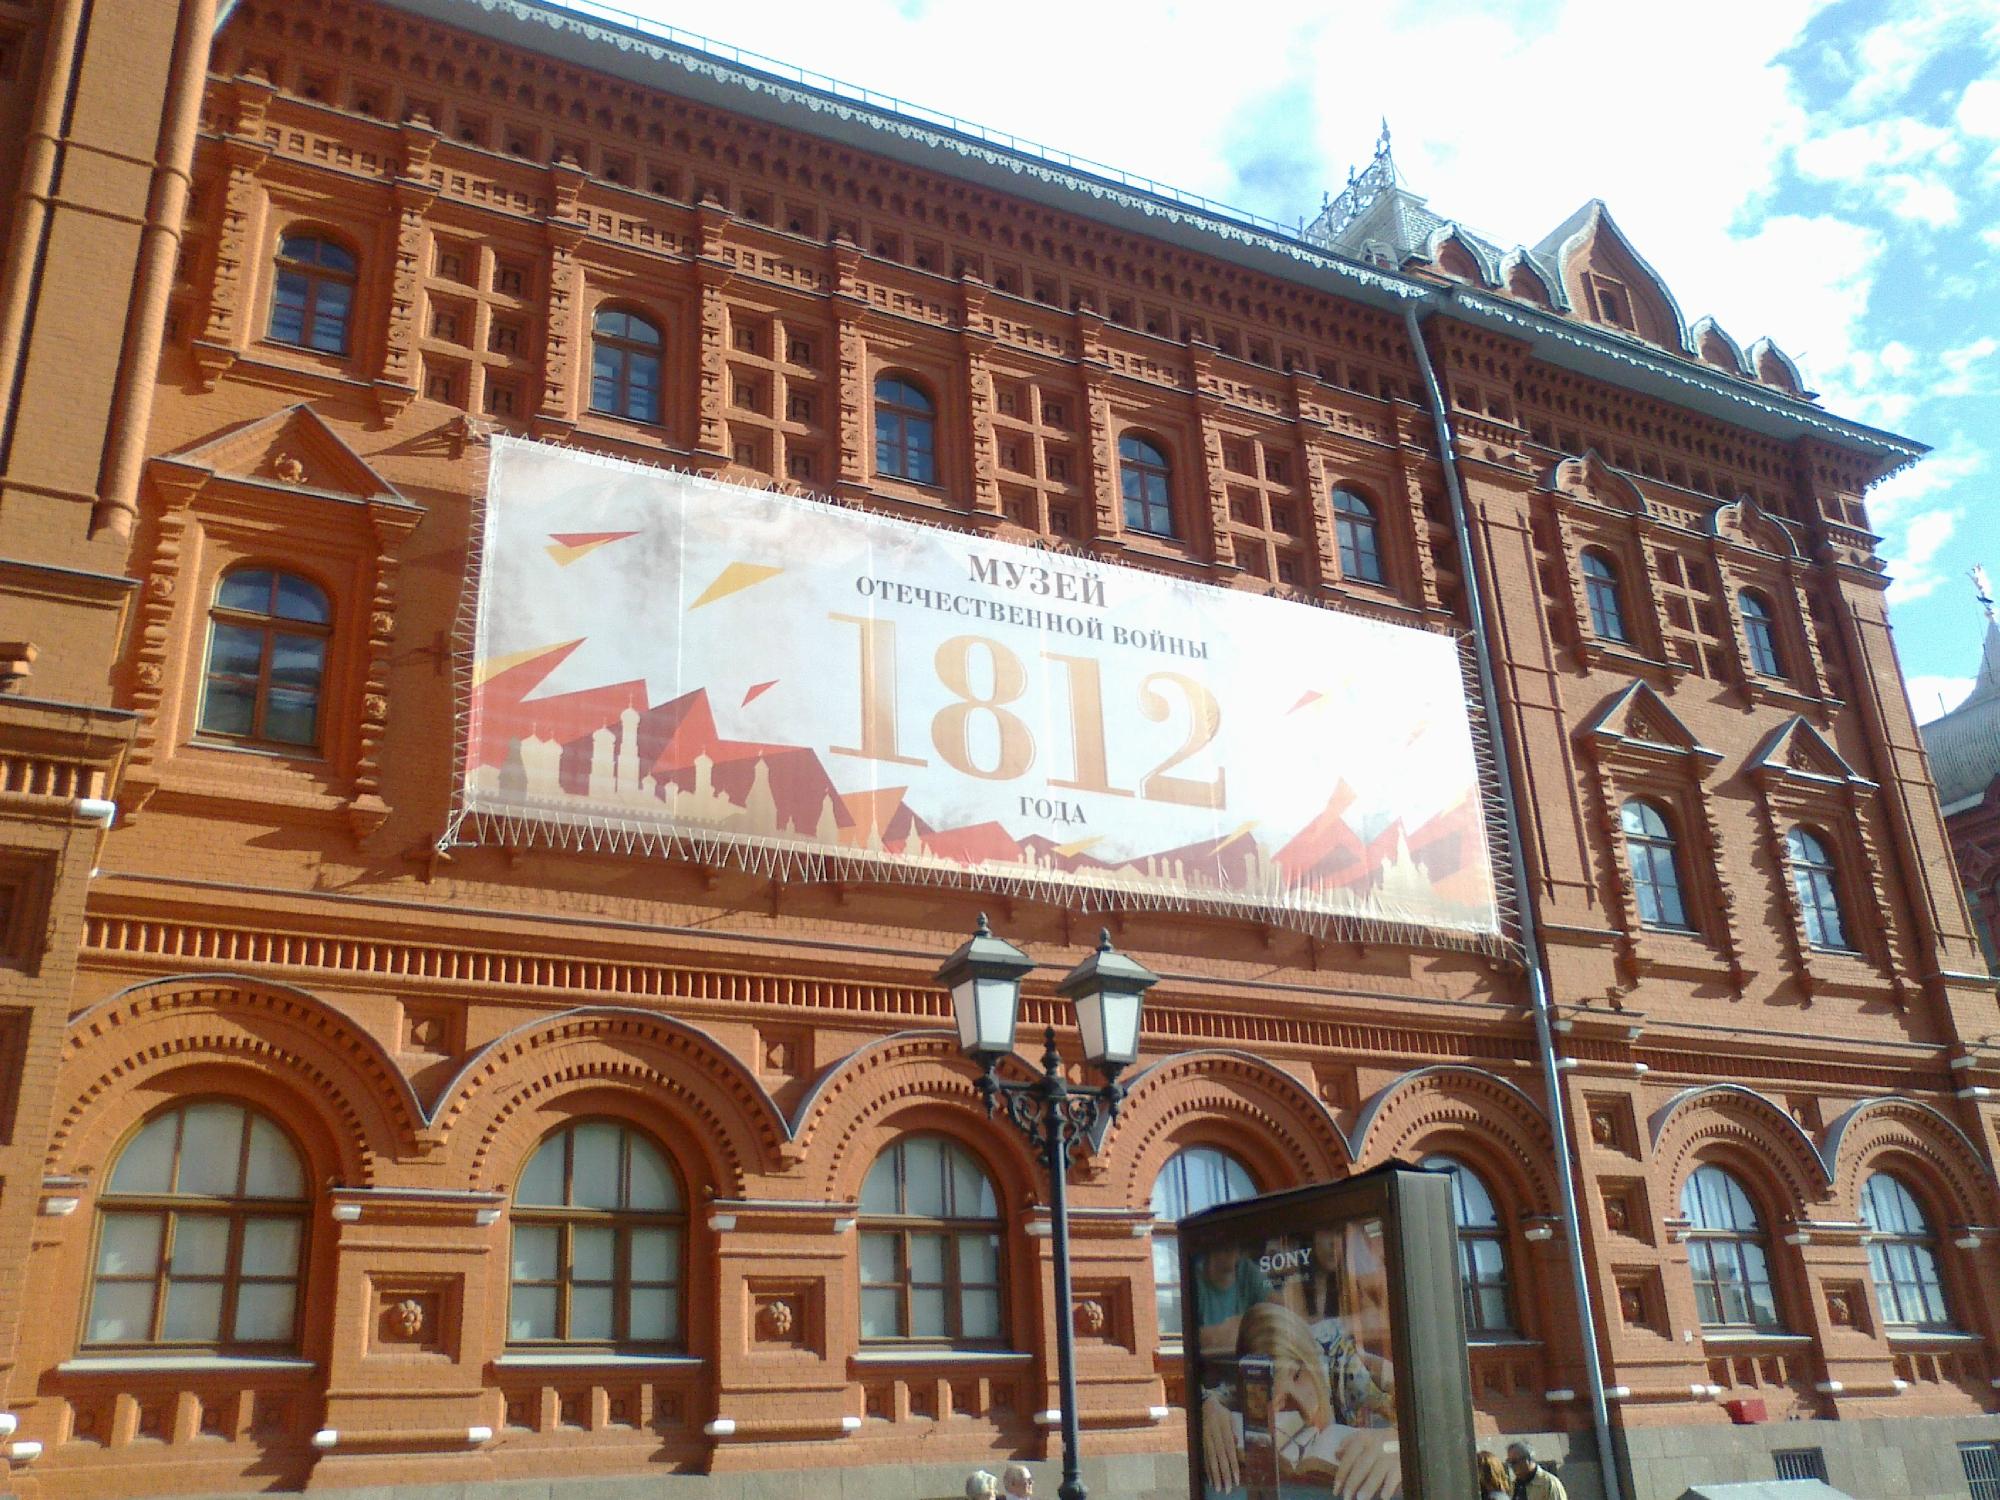 МУЗЕЙ
ОТЕЧЕСТВЕННОЙ ВОЙНЫ
1812
ГОДА
SONY